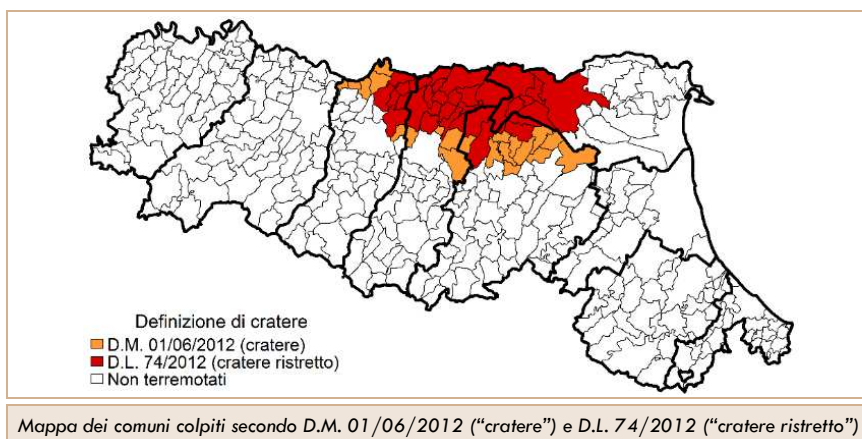 Definizione di cratere
D.M. 01/06/2012 (cratere)
D.L. 74/2012 (cratere ristretto)
Non terremotati
Mappa dei comuni colpiti secondo D.M. 01/06/2012 (“cratere”) e D.L. 74/2012 (“cratere ristretto”)